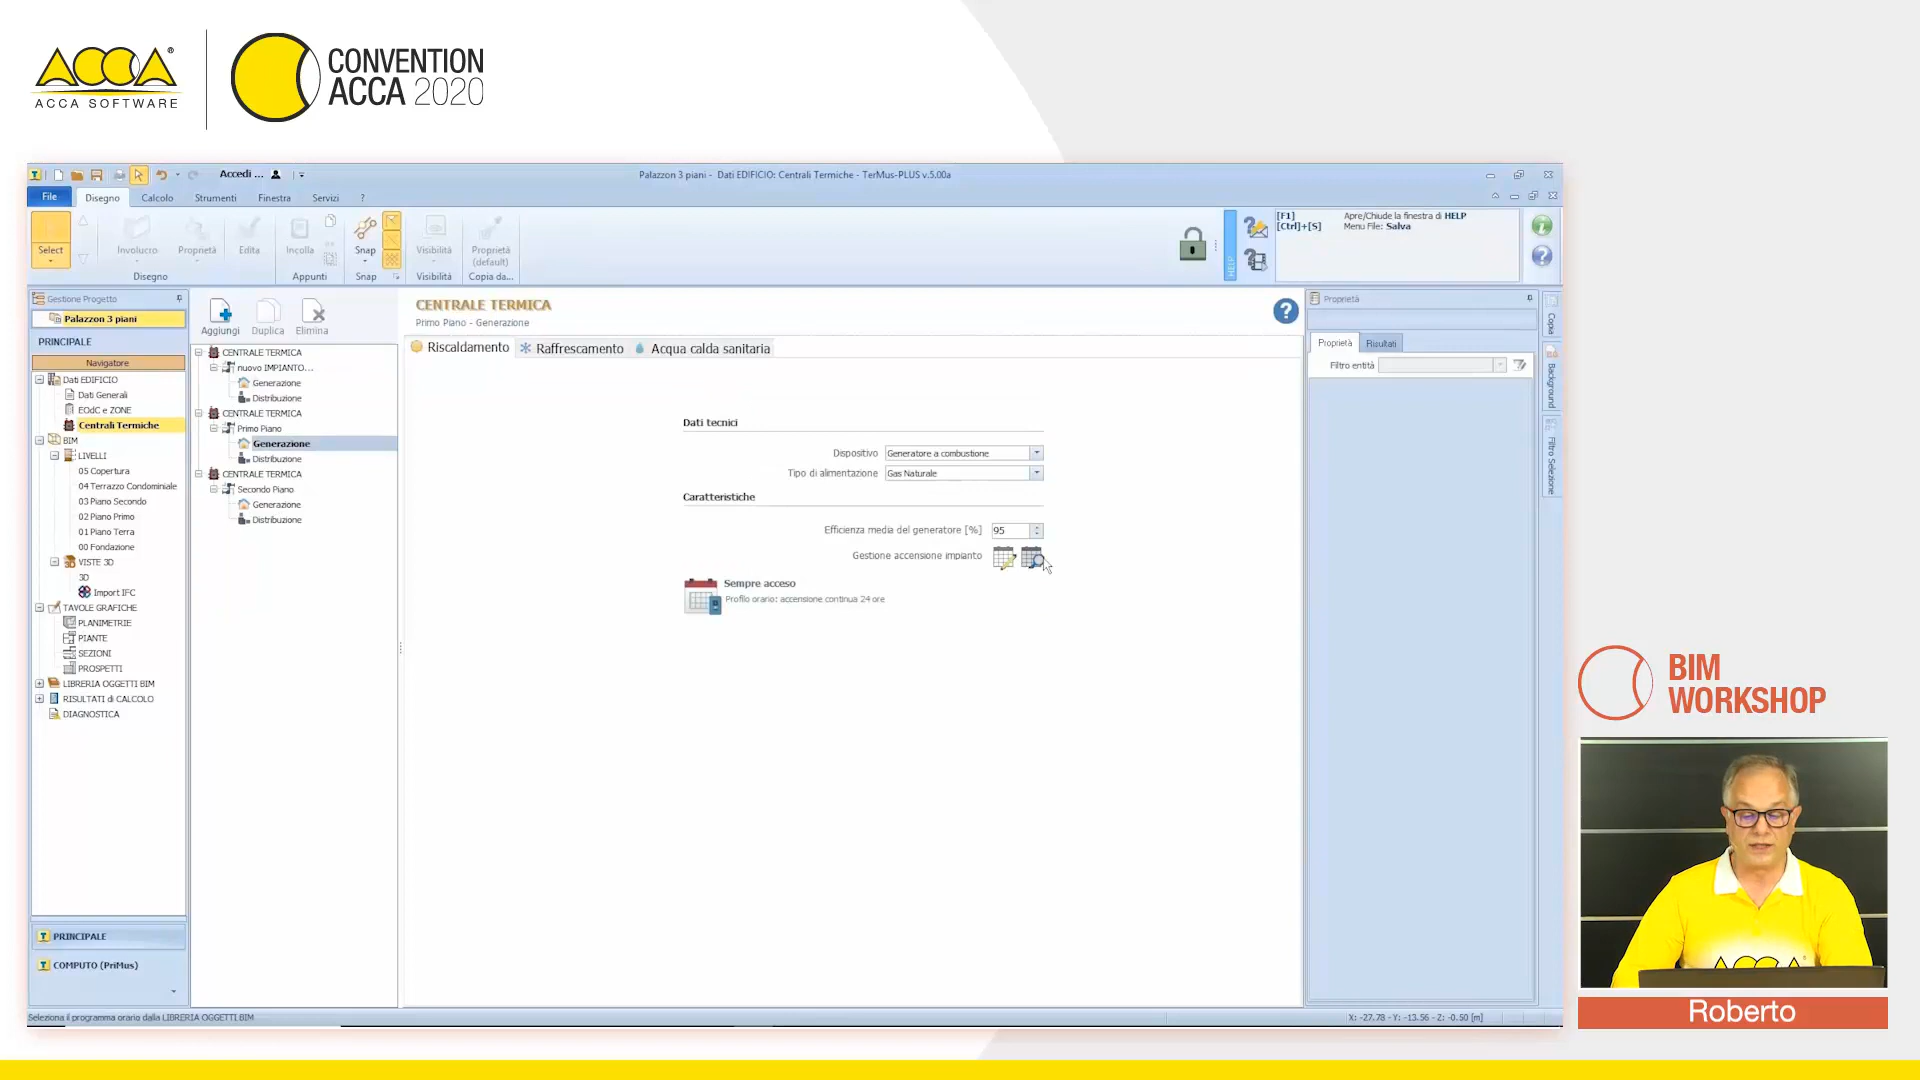 ACCA®
ACCA SOFTWARE
CONVENTION
ACCA 2020
Accedi ...
Palazzon 3 piani - Dati EDIFICIO: Centrali Termiche - TerMus-PLUS v.5.00a
File
Disegno
Calcolo
Strumenti
Finestra
Servizi
?
Select
Involucro
Proprietà
Edita
Incolla
Snap
Visibilità
Proprietà
(default)
Disegno
Appunti
Snap
Visibilità
Copia da...
HELP
[F1] Apre/Chiude la finestra di HELP
[Ctrl]+[S] Menu File: Salva
Gestione Progetto
Palazzon 3 piani
PRINCIPALE
Navigatore
Dati EDIFICIO
Dati Generali
EOdC e ZONE
Centrali Termiche
BIM
LIVELLI
05 Copertura
04 Terrazzo Condominiale
03 Piano Secondo
02 Piano Primo
01 Piano Terra
00 Fondazione
VISTE 3D
3D
Import IFC
TAVOLE GRAFICHE
PLANIMETRIE
PIANTE
SEZIONI
PROSPETTI
LIBRERIA OGGETTI BIM
RISULTATI di CALCOLO
DIAGNOSTICA
PRINCIPALE
COMPUTO (PriMus)
Aggiungi
Duplica
Elimina
CENTRALE TERMICA
nuovo IMPIANTO...
Generazione
Distribuzione
CENTRALE TERMICA
Primo Piano
Generazione
Distribuzione
CENTRALE TERMICA
Secondo Piano
Generazione
Distribuzione
CENTRALE TERMICA
Primo Piano - Generazione
Riscaldamento
Raffrescamento
Acqua calda sanitaria
Dati tecnici
Dispositivo Generatore a combustione
Tipo di alimentazione Gas Naturale
Caratteristiche
Efficienza media del generatore [%] 95
Gestione accensione impianto
Sempre acceso
Profilo orario: accensione continua 24 ore
Proprietà
Proprietà
Risultati
Filtro entità
Copia
Background
Filtro Selezione
Seleziona il programma orario dalla LIBRERIA OGGETTI BIM
X: -27.78 - Y: -13.56 - Z: -0.50 [m]
BIM
WORKSHOP
ACCA
Roberto